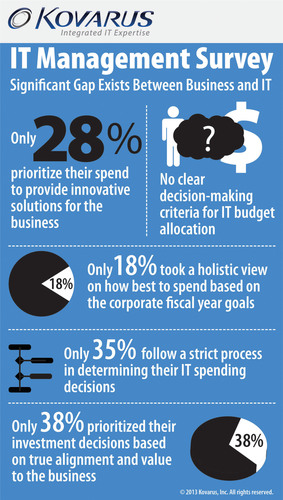 KOVARUS
Integrated IT Expertise
IT Management Survey
Significant Gap Exists Between Business and IT
Only 28%
prioritize their spend
to provide innovative
solutions for the
business
?
$
No clear
decision-making
criteria for IT budget
allocation
18%
Only 18% took a holistic view
on how best to spend based on
the corporate fiscal year goals
Only 35% follow a strict process
in determining their IT spending
decisions
Only 38% prioritized their
investment decisions based
on true alignment and value
to the business
38%
© 2013 Kovarus, Inc. All rights reserved.